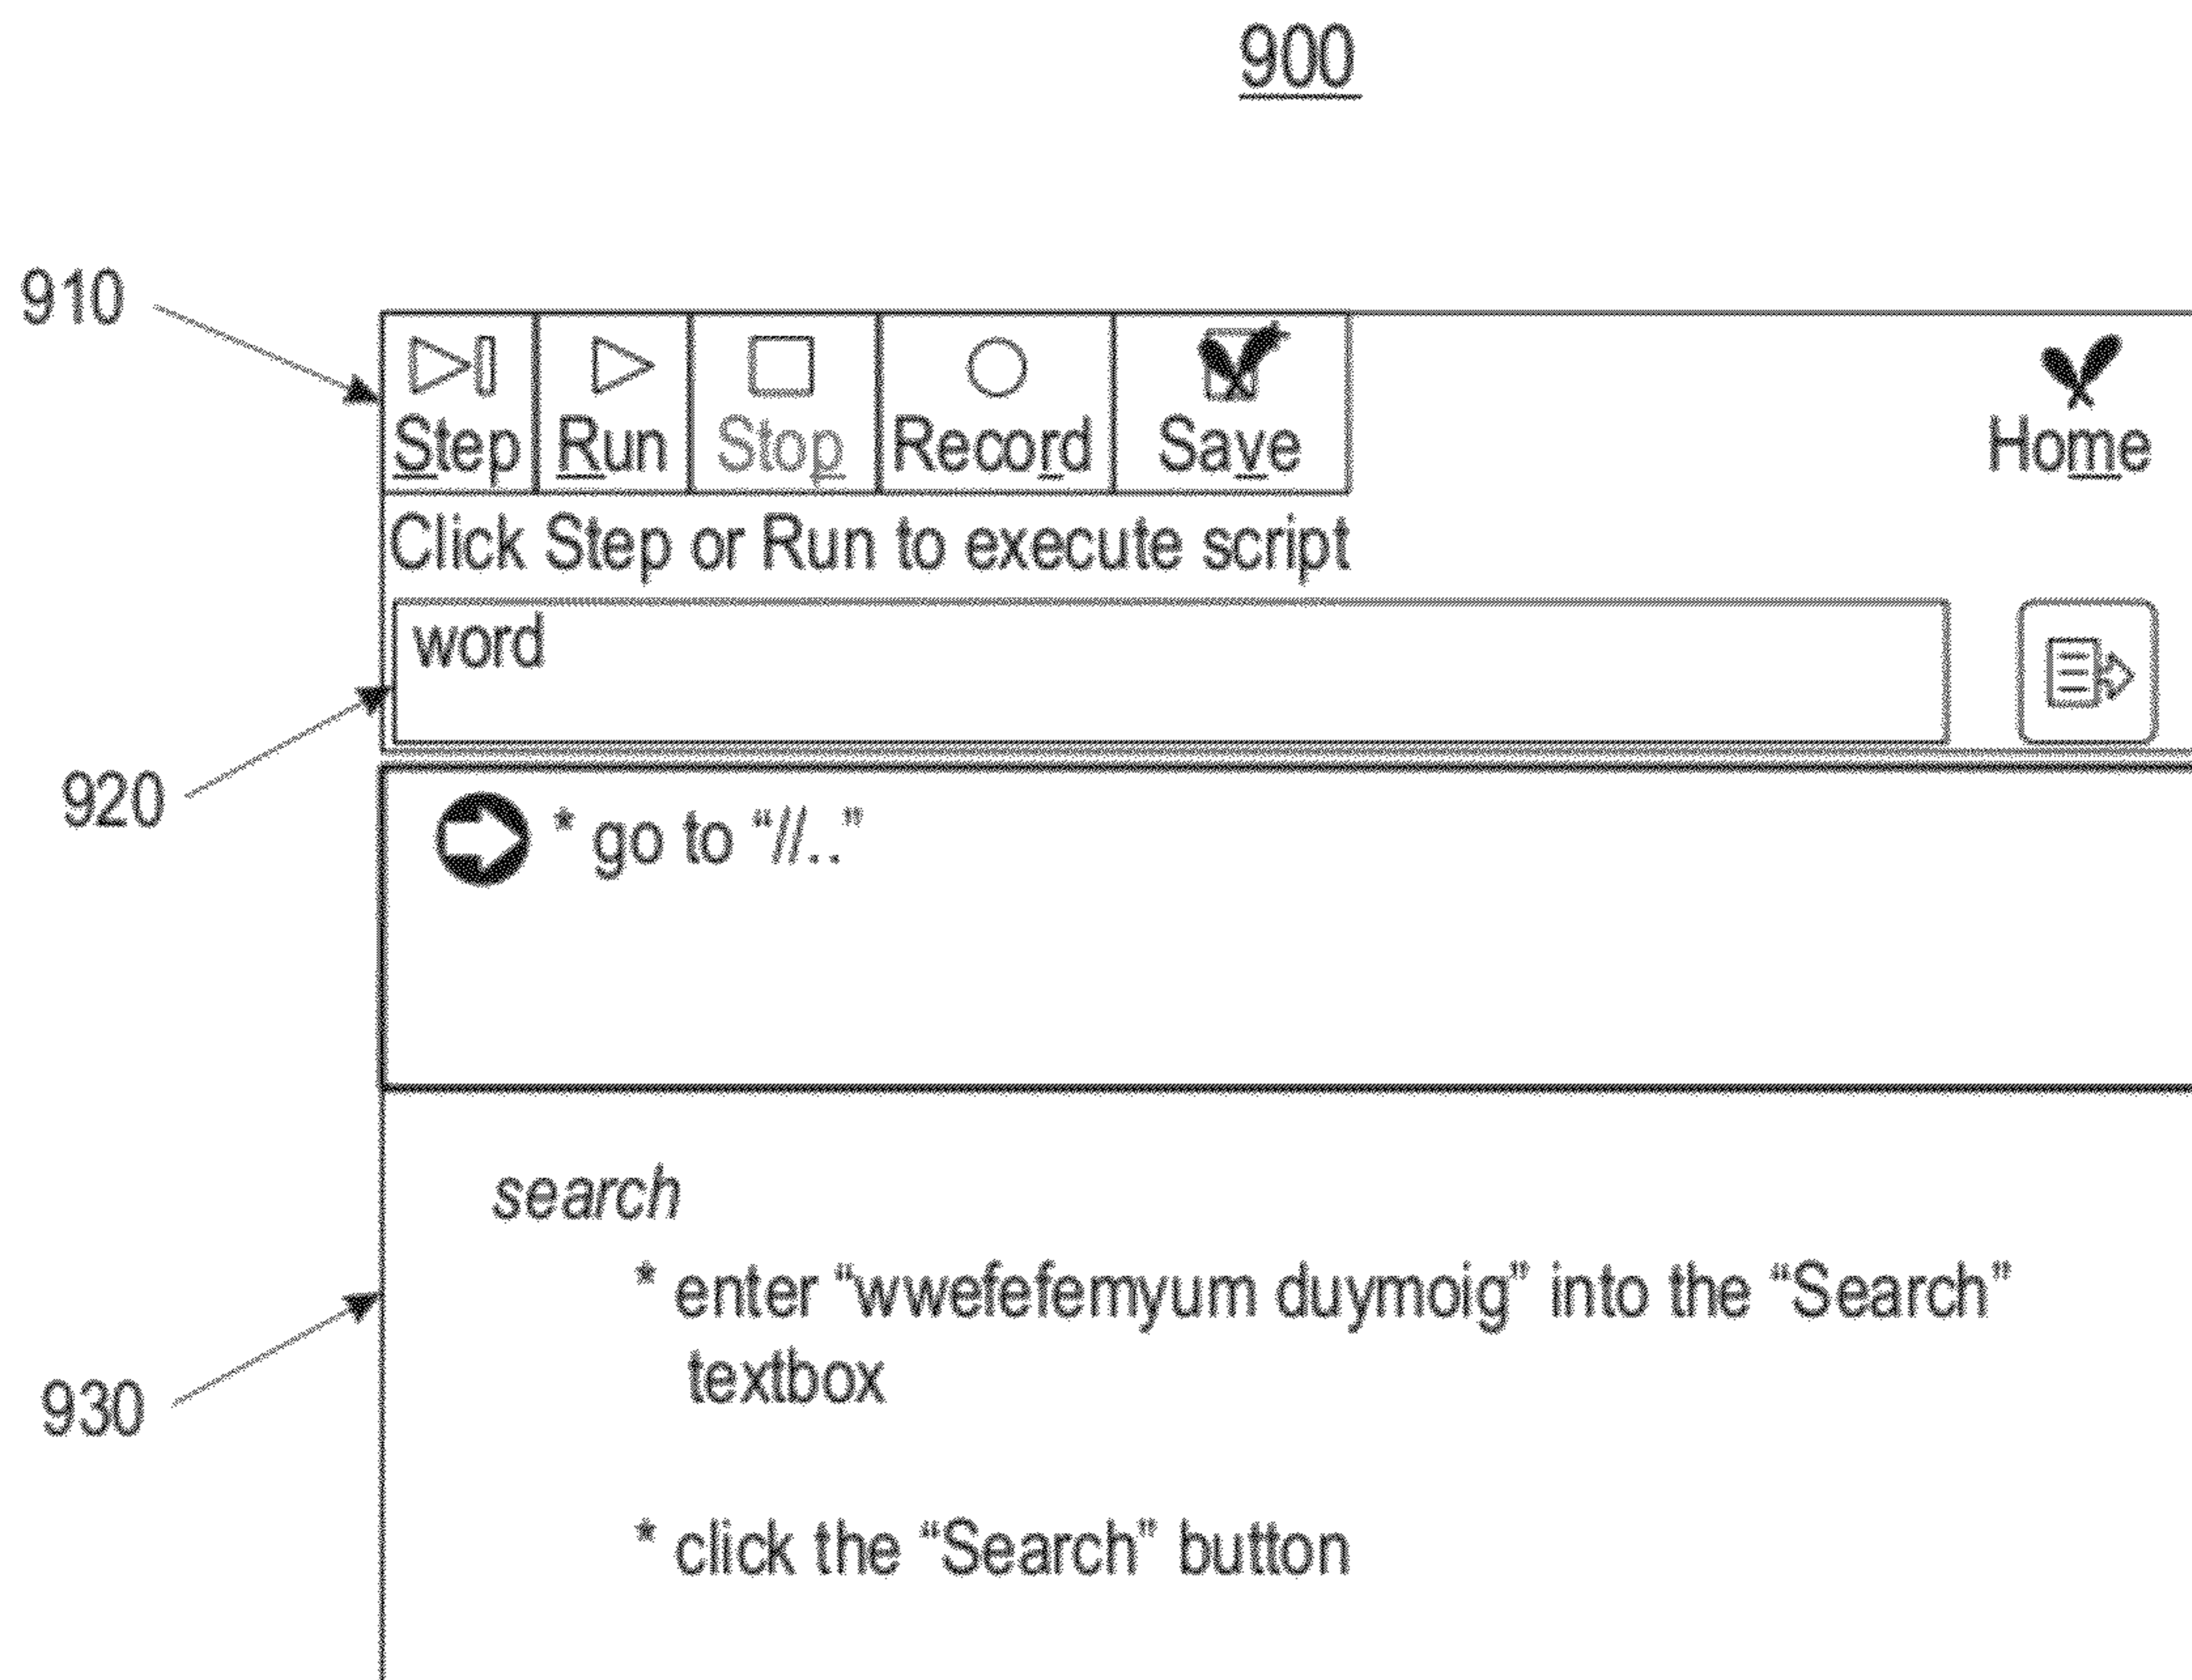 900
910
Step Run Stop Record Save Home
Click Step or Run to execute script
word
920
* go to “//..”
search
* enter “wwefefemyum duymoig” into the “Search”
textbox
930
* click the “Search” button